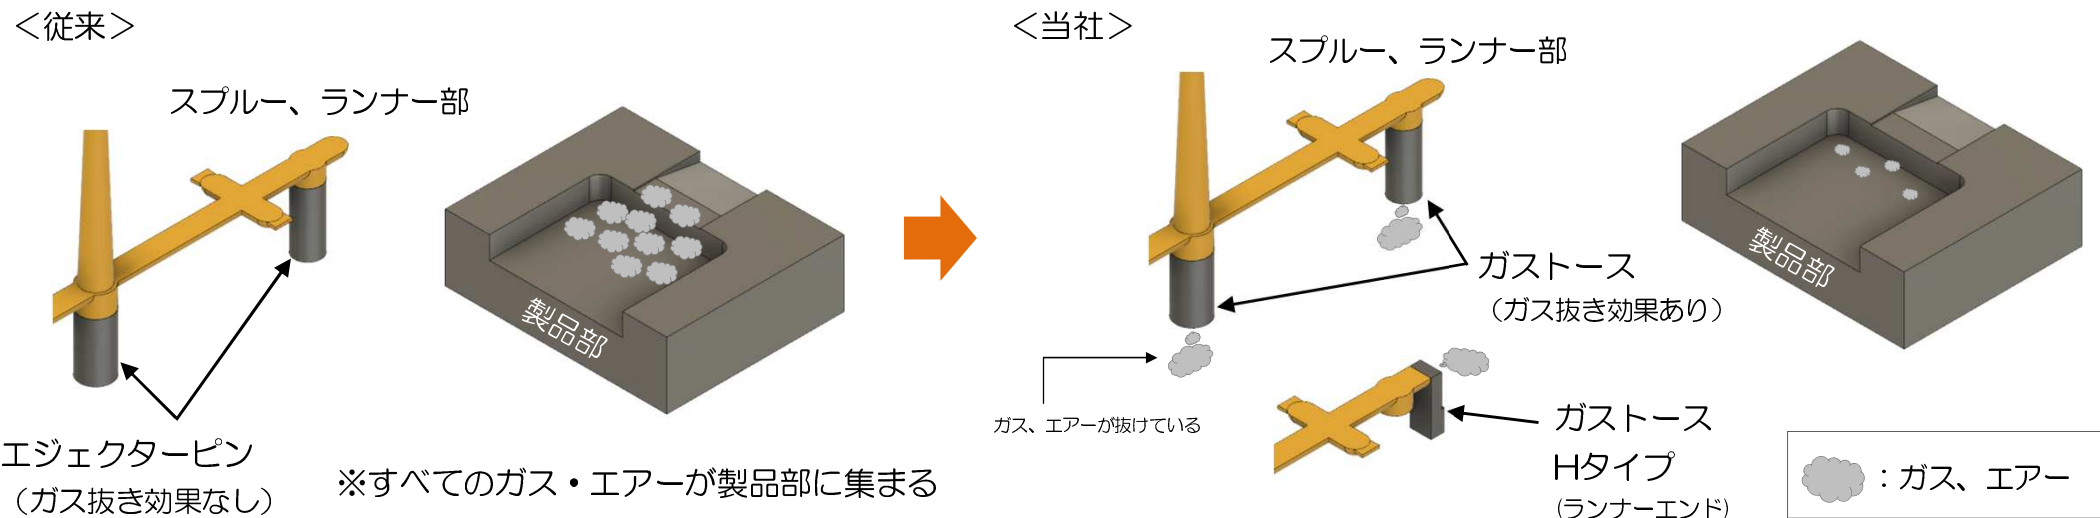 ＜従来＞
スプルー、ランナー部
製品部
エジェクターピン
（ガス抜き効果なし）
※すべてのガス・エアーが製品部に集まる
＜当社＞
スプルー、ランナー部
製品部
ガストース
（ガス抜き効果あり）
ガス、エアーが抜けている
ガストース
Hタイプ
(ランナーエンド)
：ガス、エアー